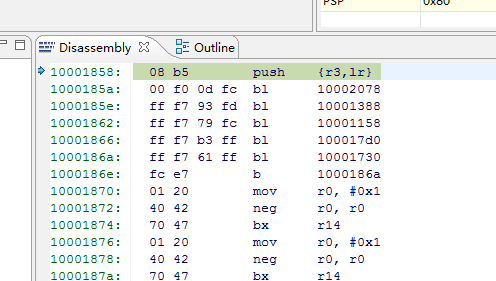 PSP 0x80
Disassembly Outline
10001858: 08 b5 push {r3,lr}
1000185a: 00 f0 0d fc bl 10002078
1000185e: ff f7 93 fd bl 10001388
10001862: ff f7 79 fc bl 10001158
10001866: ff f7 b3 ff bl 100017d0
1000186a: ff f7 61 ff bl 10001730
1000186e: fc e7 b 1000186a
10001870: 01 20 mov r0, #0x1
10001872: 40 42 neg r0, r0
10001874: 70 47 bx r14
10001876: 01 20 mov r0, #0x1
10001878: 40 42 neg r0, r0
1000187a: 70 47 bx r14